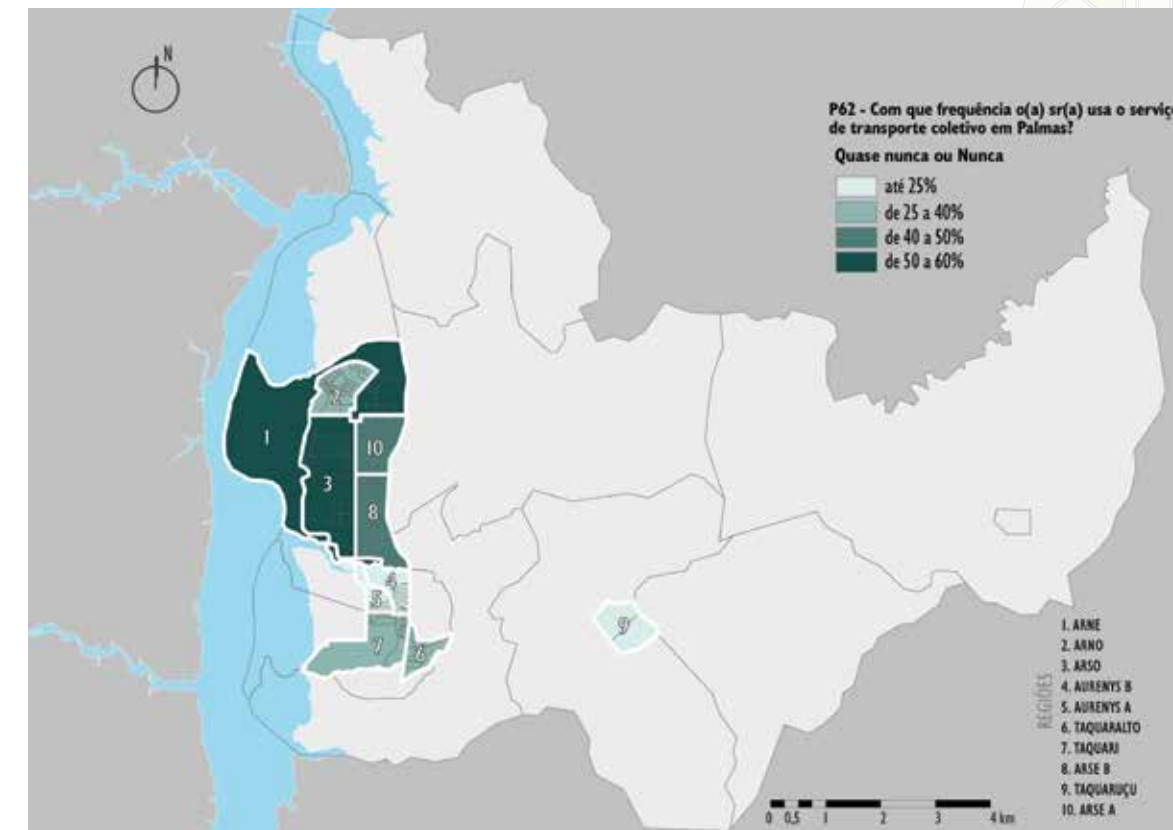 N
P62 - Com que frequência o(a) sr(a) usa o serviço
de transporte coletivo em Palmas?
Quase nunca ou Nunca
até 25%
de 25 a 40%
de 40 a 50%
de 50 a 60%
2
1
10
3
8
4
5
7
6
9
REGIÕES
1. ARNE
2. ARNO
3. ARSO
4. AURENYS B
5. AURENYS A
6. TAQUARALTO
7. TAQUARI
8. ARSE B
9. TAQUARUÇU
10. ARSE A
0 0,5 1 2 3 4 km